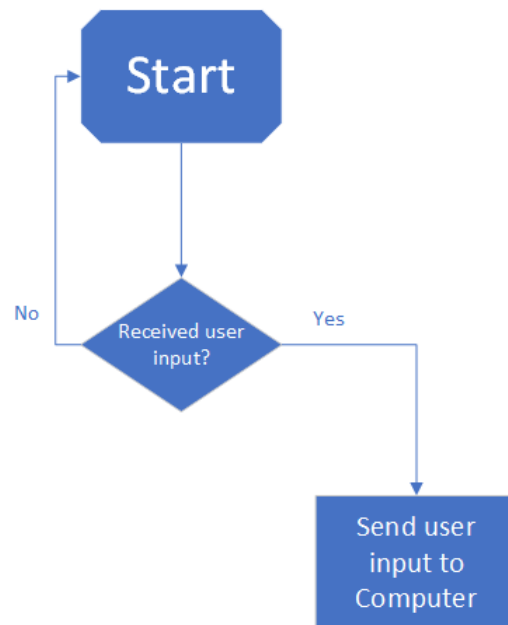 Start
Received user
input?
No
Yes
Send user
input to
Computer